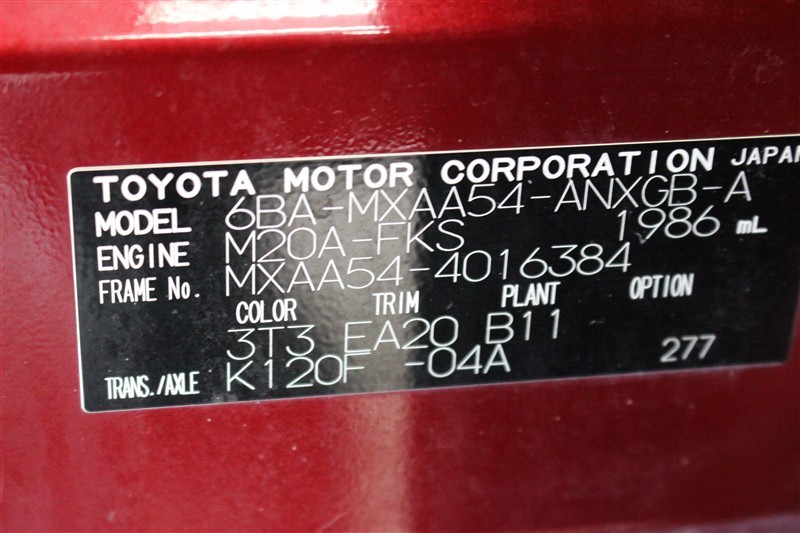 TOYOTA MOTOR CORPORATION JAPAN
MODEL 6BA-MXAA54-ANXGB-A
ENGINE M20A-FKS 1986 mL
FRAME No. MXAA54-4016384
COLOR TRIM PLANT OPTION
3T3 EA20 B11
TRANS./AXLE K120F -04A 277